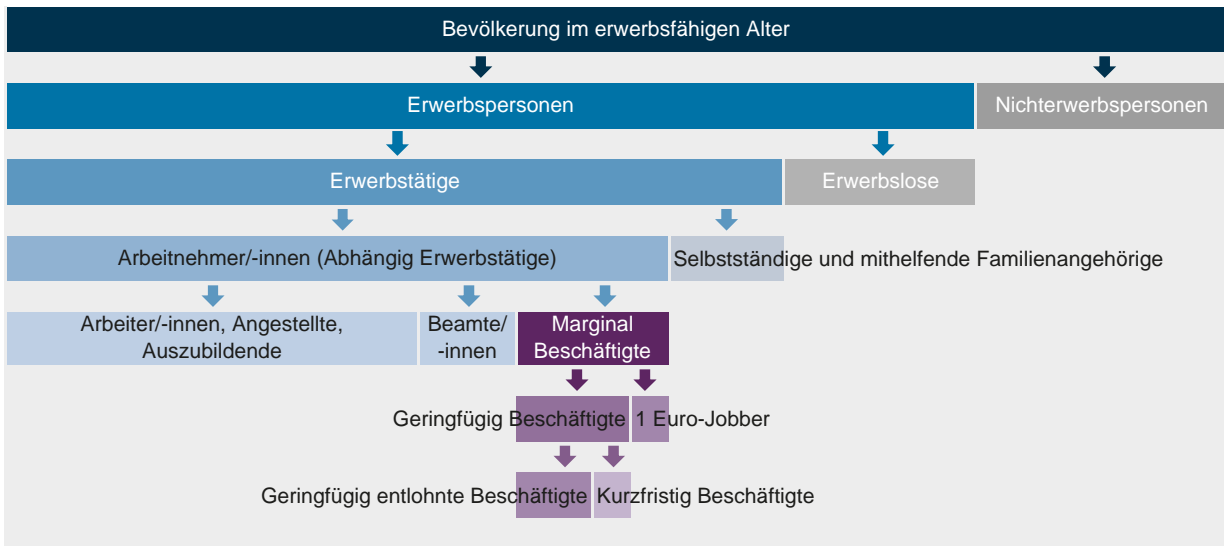 Bevölkerung im erwerbsfähigen Alter
Erwerbspersonen
Nichterwerbspersonen
Erwerbstätige
Erwerbslose
Arbeitnehmer/-innen (Abhängig Erwerbstätige)
Selbstständige und mithelfende Familienangehörige
Arbeiter/-innen, Angestellte,
Auszubildende
Beamte/
-innen
Marginal
Beschäftigte
Geringfügig Beschäftigte
1 Euro-Jobber
Geringfügig entlohnte Beschäftigte
Kurzfristig Beschäftigte